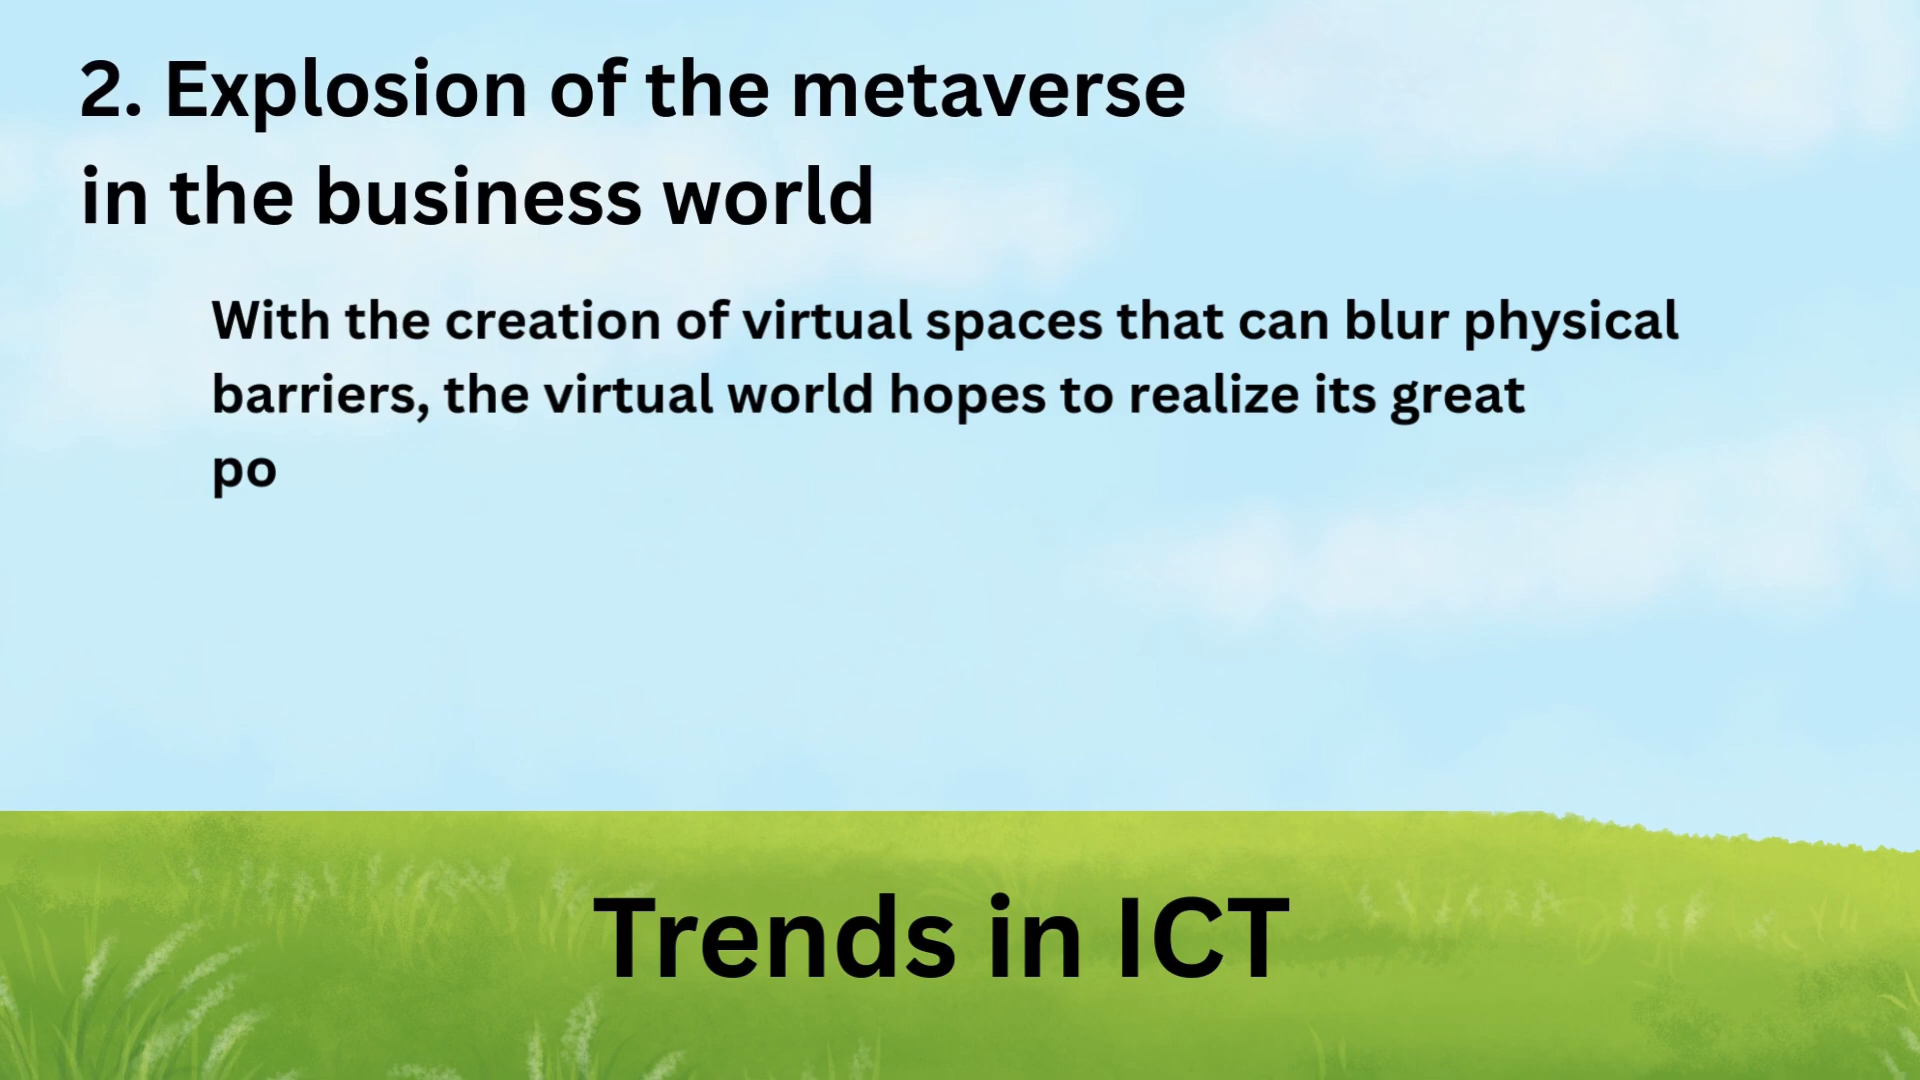 2. Explosion of the metaverse
in the business world
With the creation of virtual spaces that can blur physical
barriers, the virtual world hopes to realize its great
po
Trends in ICT